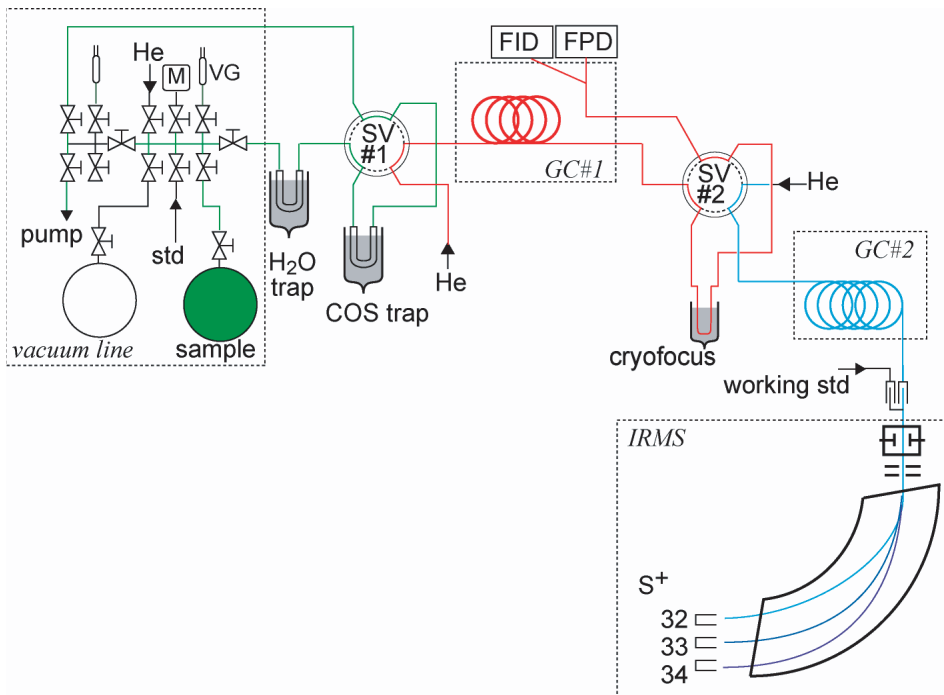 FID
FPD
He
M
VG
SV
#1
GC#1
SV
#2
He
pump
std
H₂O
trap
He
GC#2
COS trap
vacuum line
sample
cryofocus
working std
IRMS
S⁺
32
33
34